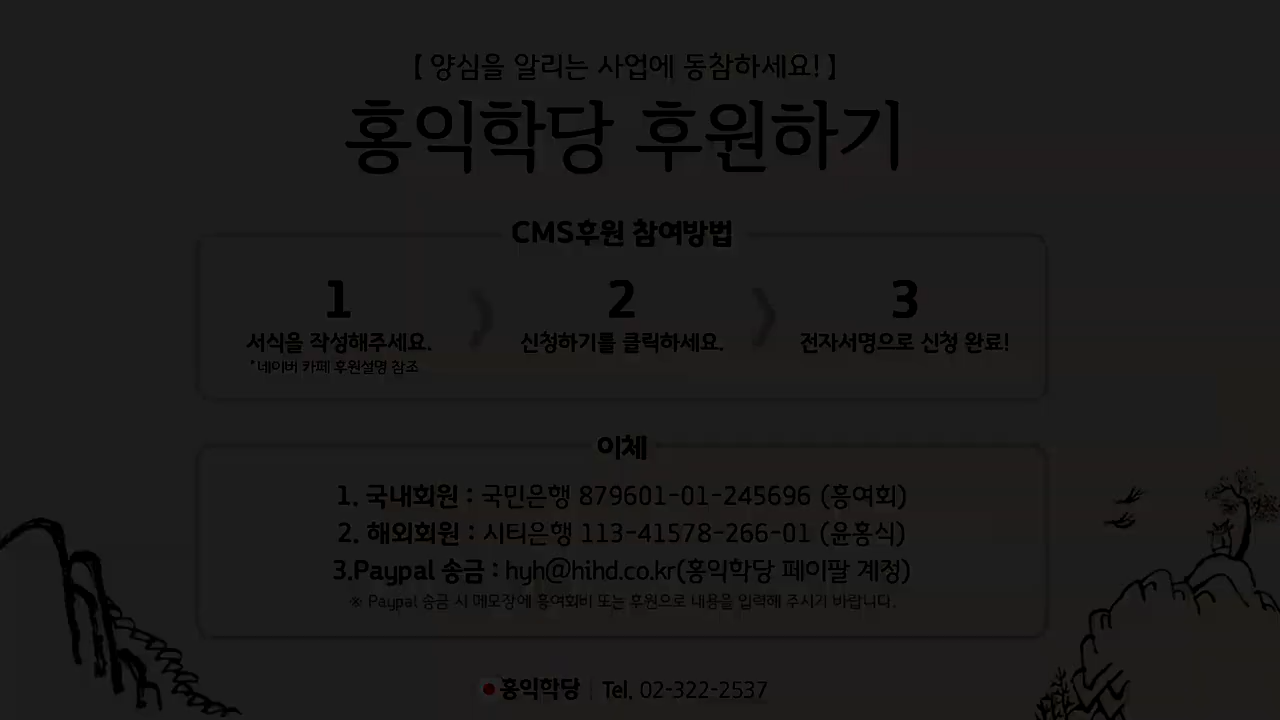 【 양심을 알리는 사업에 동참하세요! 】
홍익학당 후원하기
CMS후원 참여방법
1
서식을 작성해주세요.
*네이버 카페 후원설명 참조
2
신청하기를 클릭하세요.
3
전자서명으로 신청 완료!
이체
1. 국내회원 : 국민은행 879601-01-245696 (흥여회)
2. 해외회원 : 시티은행 113-41578-266-01 (윤홍식)
3.Paypal 송금 : hyh@hihd.co.kr(홍익학당 페이팔 계정)
※ Paypal 송금 시 메모장에 흥여회비 또는 후원으로 내용을 입력해 주시기 바랍니다.
홍익학당 | Tel. 02-322-2537